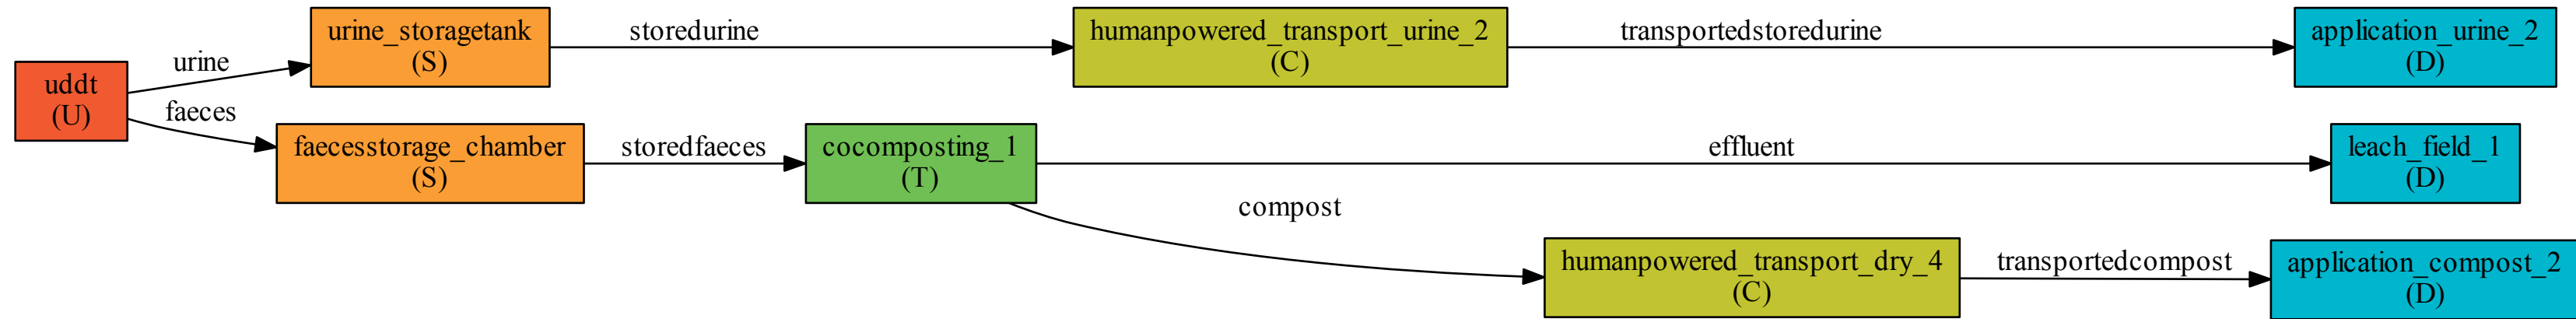 uddt
(U)
urine
faeces
urine_storagetank
(S)
storedurine
humanpowered_transport_urine_2
(C)
transportedstoredurine
application_urine_2
(D)
faecesstorage_chamber
(S)
storedfaeces
cocomposting_1
(T)
effluent
leach_field_1
(D)
compost
humanpowered_transport_dry_4
(C)
transportedcompost
application_compost_2
(D)